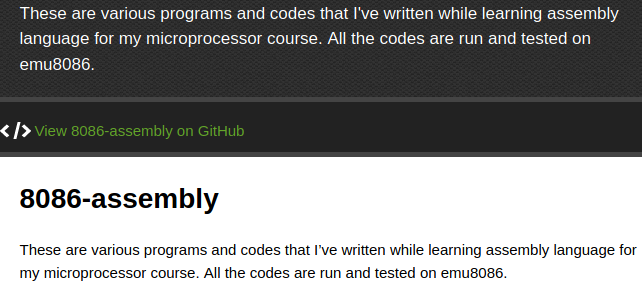 These are various programs and codes that I've written while learning assembly
language for my microprocessor course. All the codes are run and tested on
emu8086.
</> View 8086-assembly on GitHub
8086-assembly
These are various programs and codes that I’ve written while learning assembly language for
my microprocessor course. All the codes are run and tested on emu8086.